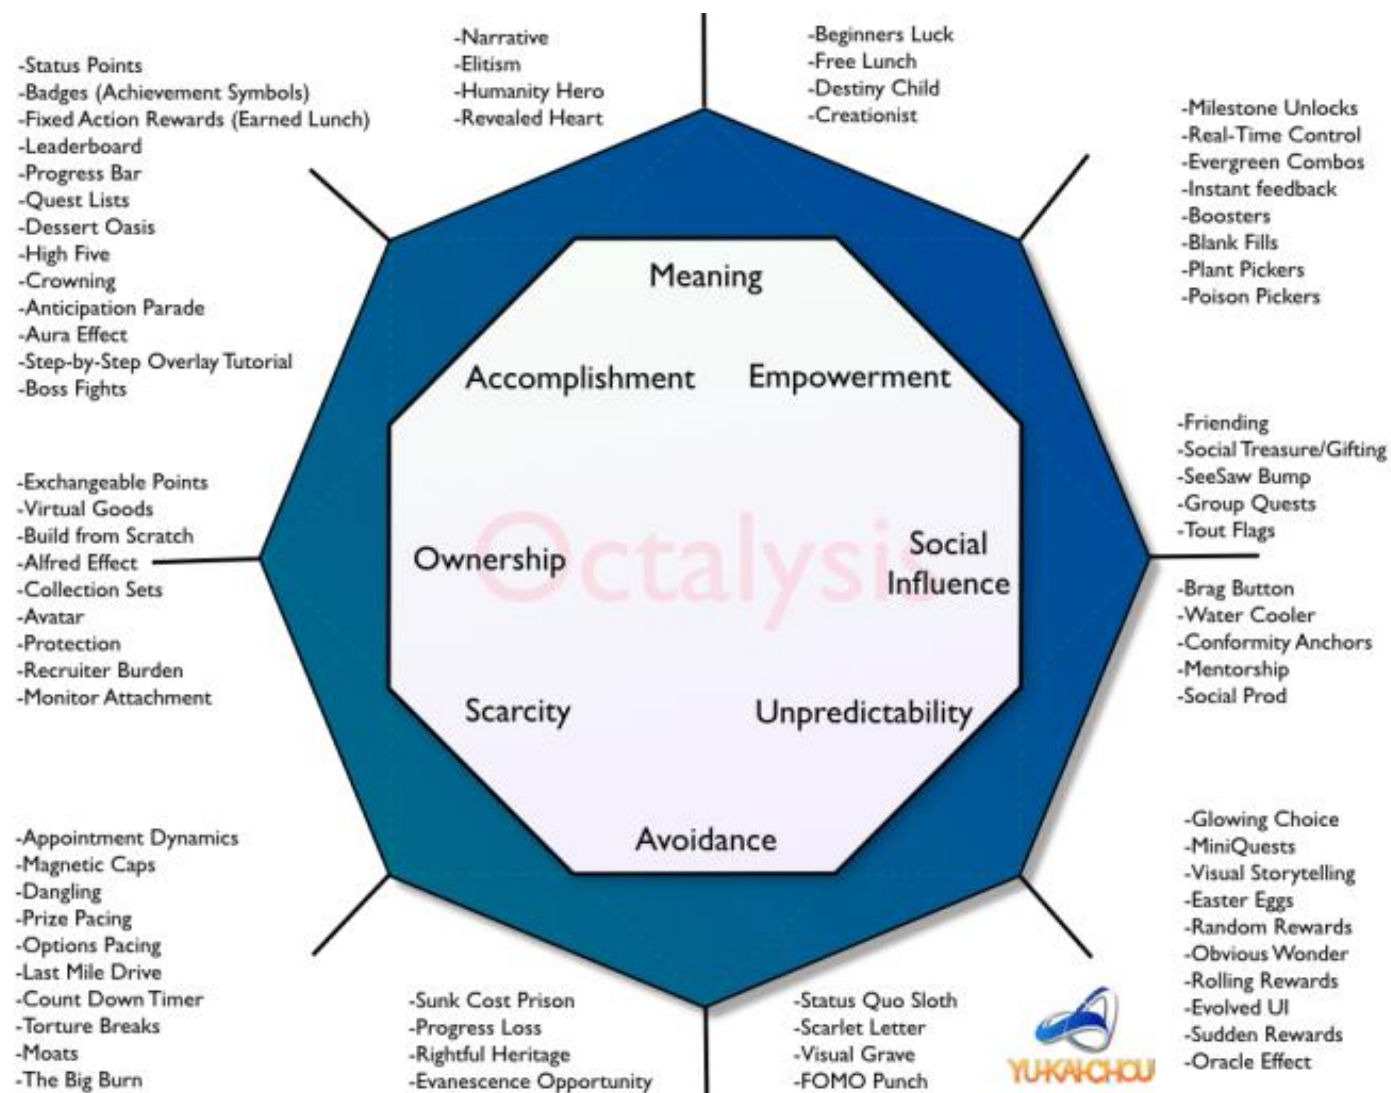 -Narrative
-Elitism
-Humanity Hero
-Revealed Heart
-Beginners Luck
-Free Lunch
-Destiny Child
-Creationist
-Status Points
-Badges (Achievement Symbols)
-Fixed Action Rewards (Earned Lunch)
-Leaderboard
-Progress Bar
-Quest Lists
-Dessert Oasis
-High Five
-Crowning
-Anticipation Parade
-Aura Effect
-Step-by-Step Overlay Tutorial
-Boss Fights
-Milestone Unlocks
-Real-Time Control
-Evergreen Combos
-Instant feedback
-Boosters
-Blank Fills
-Plant Pickers
-Poison Pickers
Meaning
Accomplishment
Empowerment
Ownership
Octalysis
Social
Influence
Scarcity
Unpredictability
Avoidance
-Exchangeable Points
-Virtual Goods
-Build from Scratch
-Alfred Effect
-Collection Sets
-Avatar
-Protection
-Recruiter Burden
-Monitor Attachment
-Friending
-Social Treasure/Gifting
-SeeSaw Bump
-Group Quests
-Tout Flags
-Brag Button
-Water Cooler
-Conformity Anchors
-Mentorship
-Social Prod
-Appointment Dynamics
-Magnetic Caps
-Dangling
-Prize Pacing
-Options Pacing
-Last Mile Drive
-Count Down Timer
-Torture Breaks
-Moats
-The Big Burn
-Sunk Cost Prison
-Progress Loss
-Rightful Heritage
-Evanescence Opportunity
-Status Quo Sloth
-Scarlet Letter
-Visual Grave
-FOMO Punch
YU-KAI-CHOU
-Glowing Choice
-MiniQuests
-Visual Storytelling
-Easter Eggs
-Random Rewards
-Obvious Wonder
-Rolling Rewards
-Evolved UI
-Sudden Rewards
-Oracle Effect